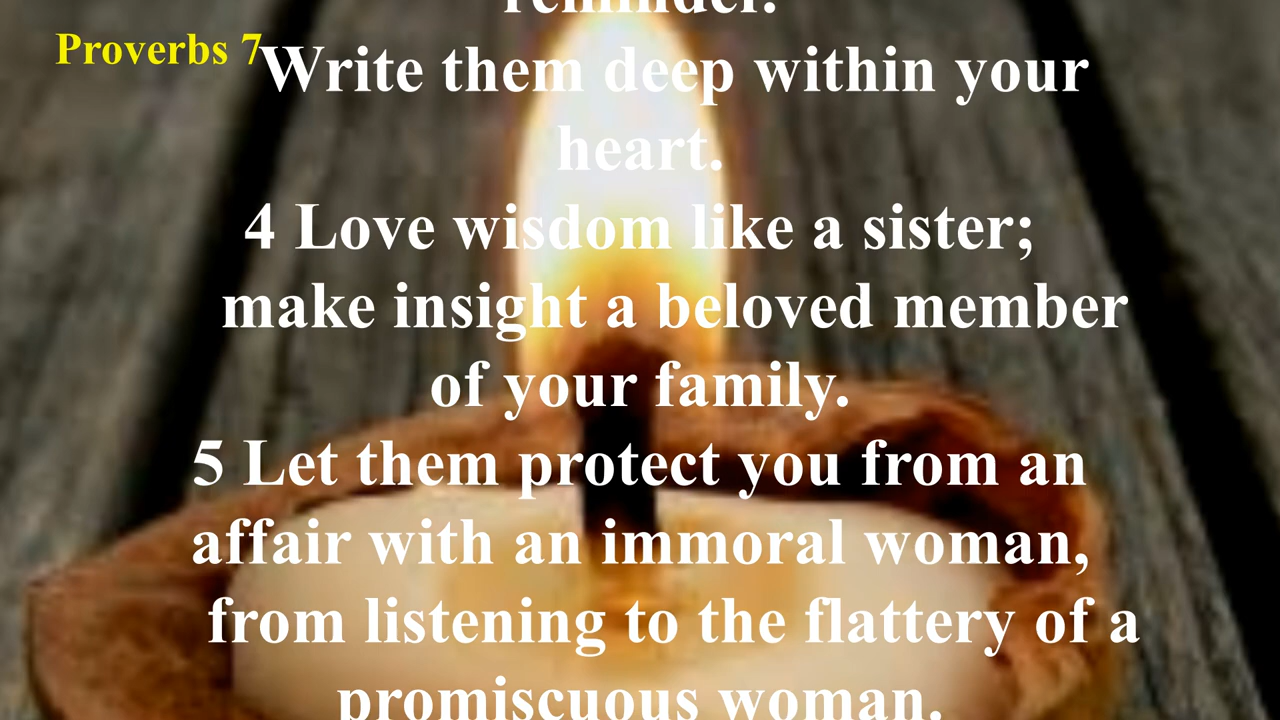 reminder.
Proverbs 7
Write them deep within your
heart.
4 Love wisdom like a sister;
make insight a beloved member
of your family.
5 Let them protect you from an
affair with an immoral woman,
from listening to the flattery of a
promiscuous woman.